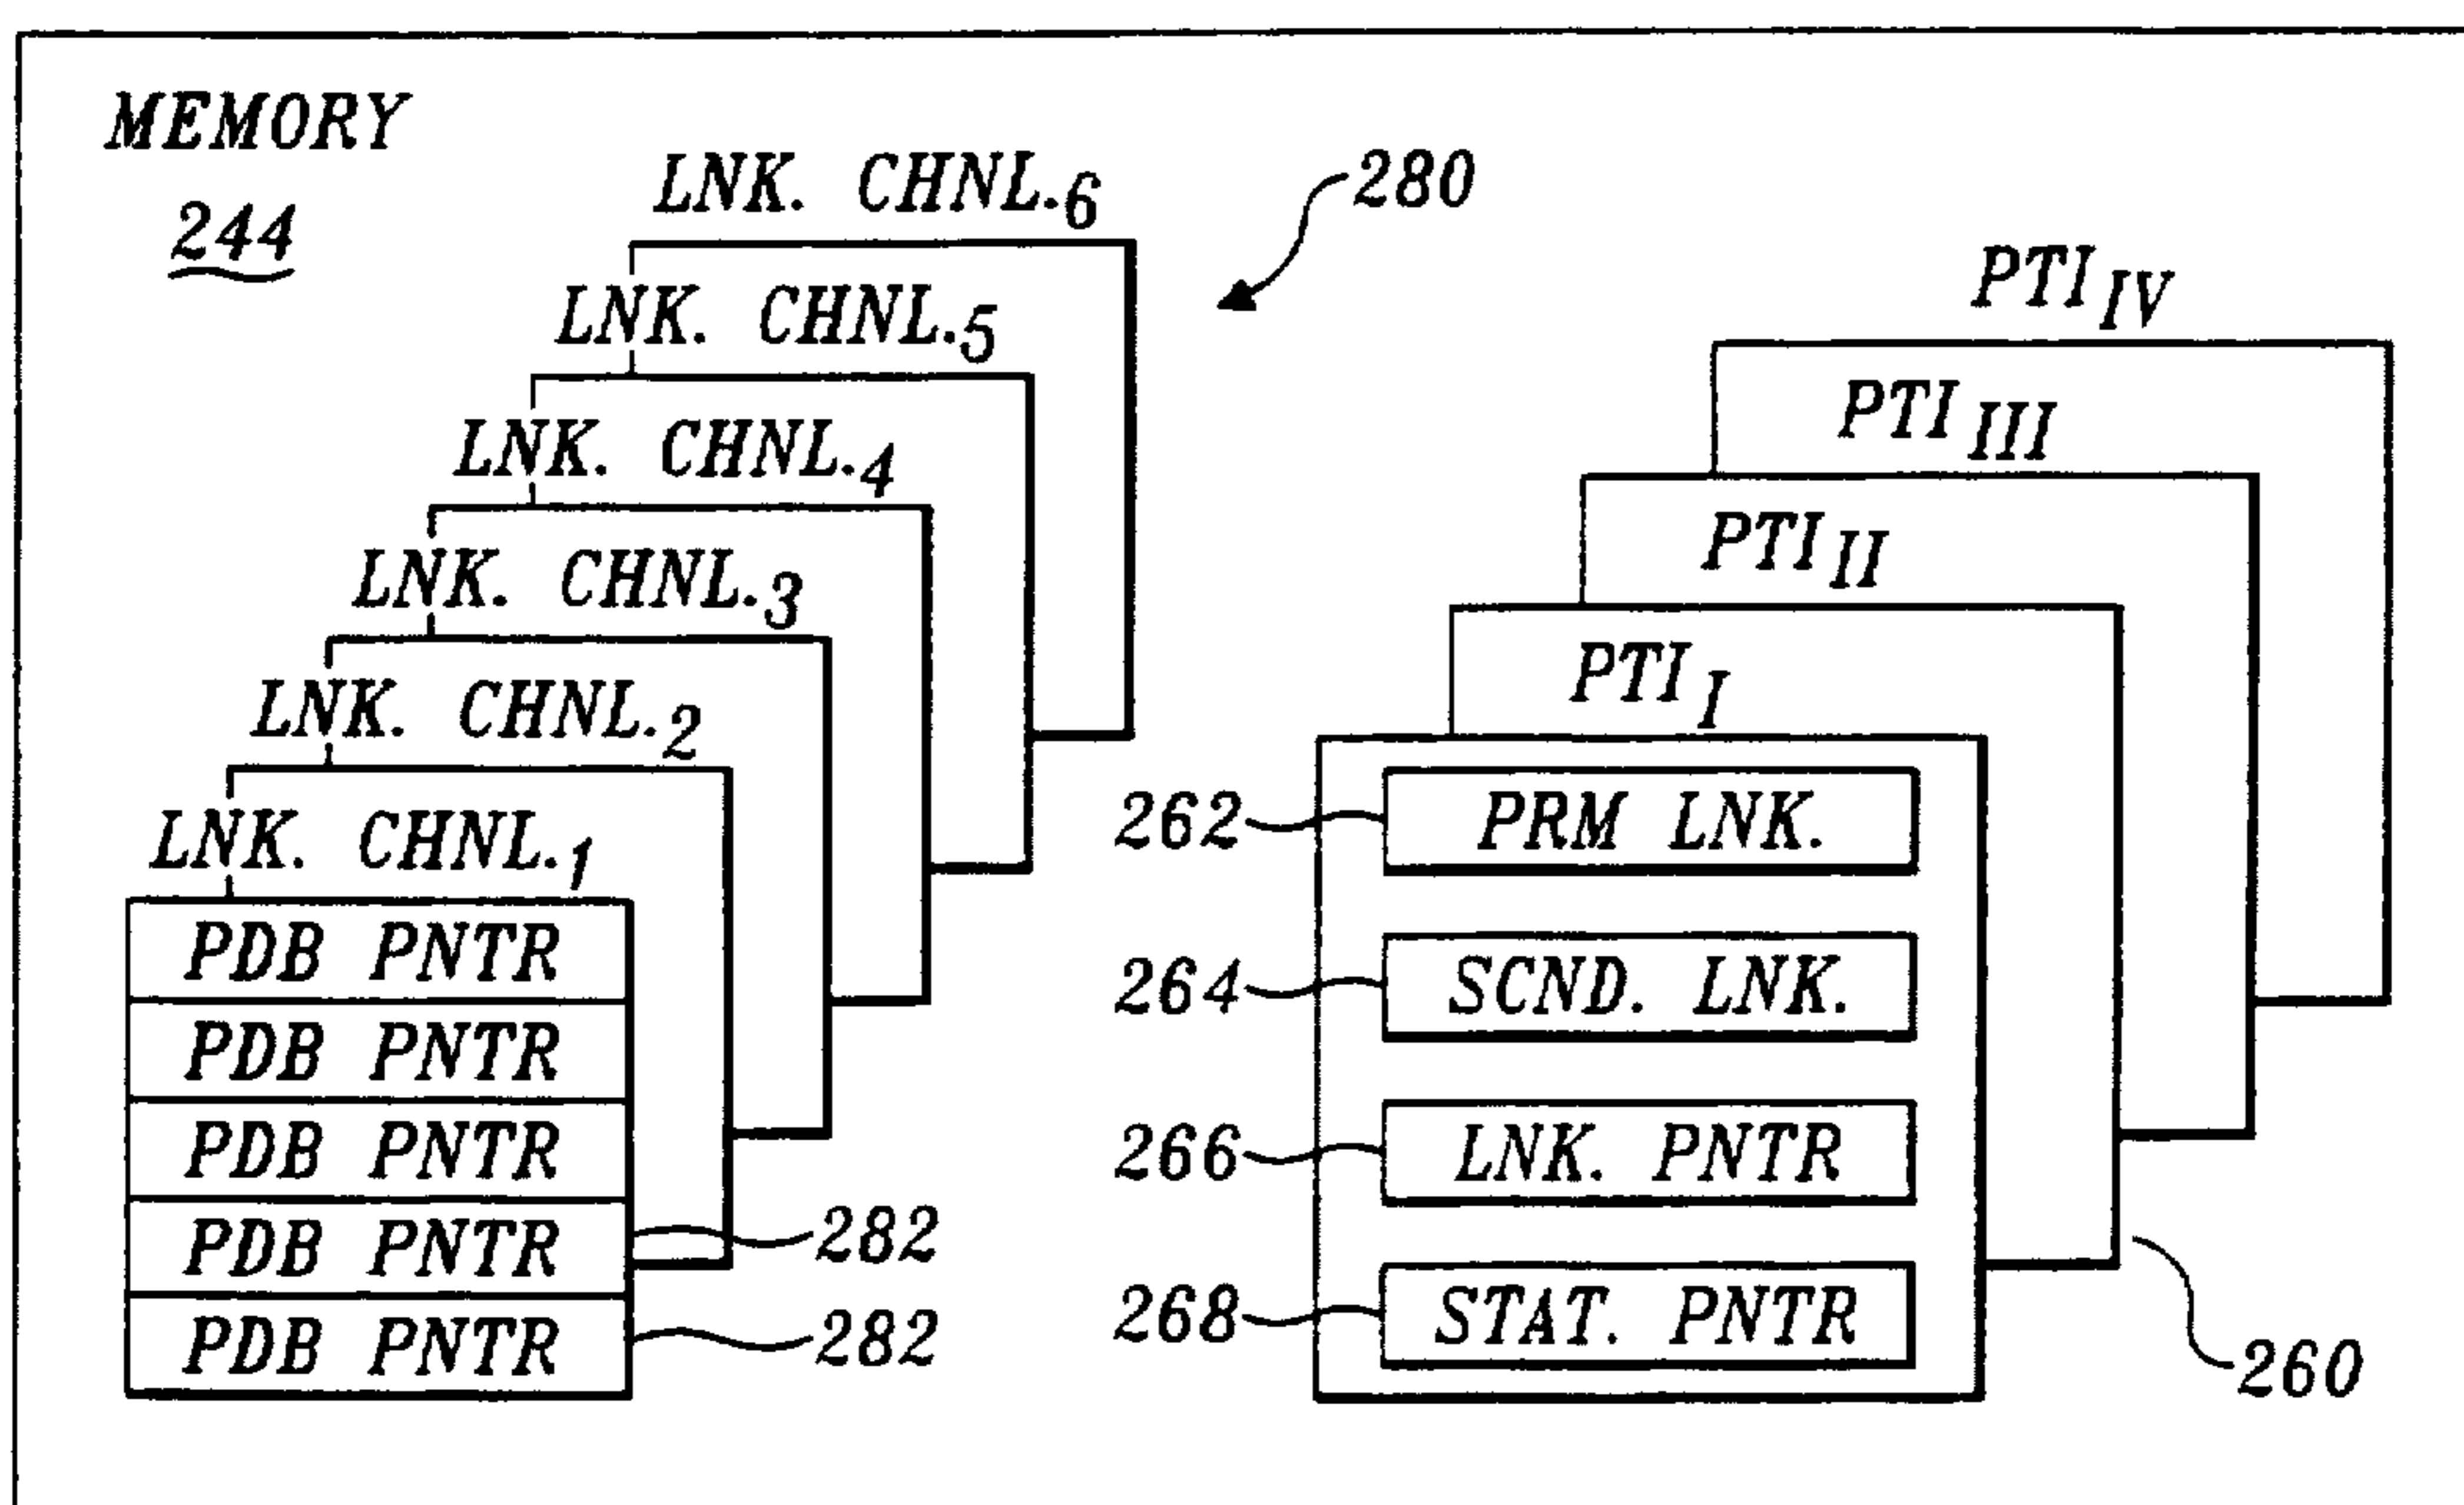 MEMORY
244
LNK. CHNL.6
280
LNK. CHNL.5
LNK. CHNL.4
LNK. CHNL.3
LNK. CHNL.2
LNK. CHNL.1
PDB PNTR
PDB PNTR
PDB PNTR
PDB PNTR
282
PDB PNTR
282
PTI IV
PTI III
PTI II
PTI I
262
PRM LNK.
264
SCND. LNK.
266
LNK. PNTR
268
STAT. PNTR
260